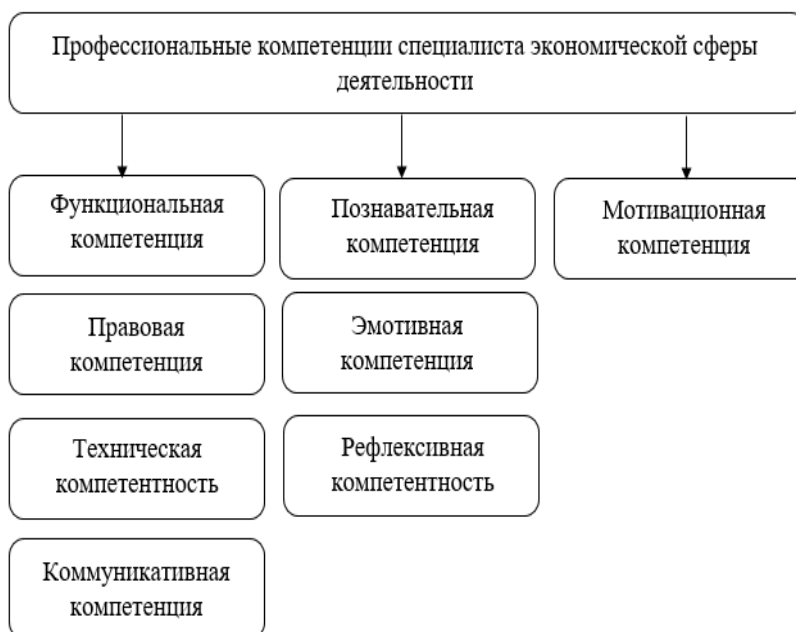 Профессиональные компетенции специалиста экономической сферы
деятельности
Функциональная
компетенция
Познавательная
компетенция
Мотивационная
компетенция
Правовая
компетенция
Эмотивная
компетенция
Техническая
компетентность
Рефлексивная
компетентность
Коммуникативная
компетенция